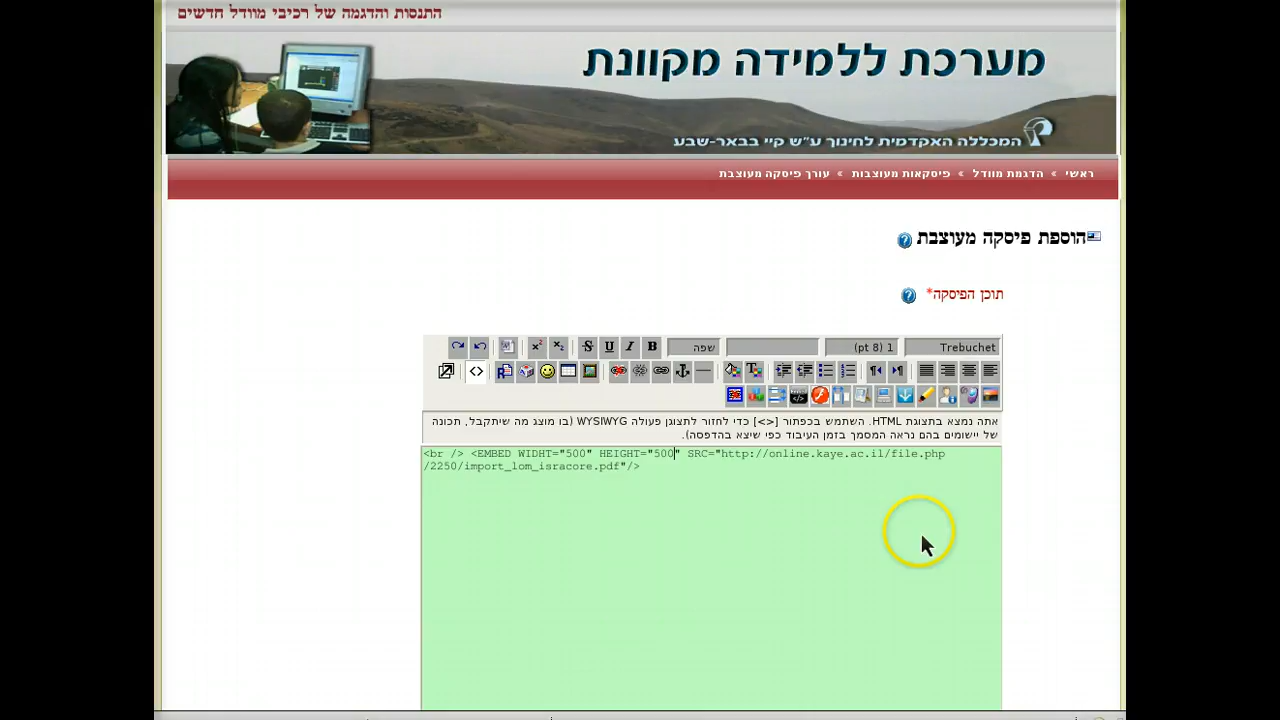 התנסות והדגמה של רכיבי מוודל חדשים
מערכת ללמידה מקוונת
המכללה האקדמית לחינוך ע"ש קיי בבאר-שבע
ראשי » הדגמת מוודל » פיסקאות מעוצבות » עורך פיסקה מעוצבת
הוספת פיסקה מעוצבת
תוכן הפיסקה*
Trebuchet 1 (8 pt) שפה B I U S x₂ x²
אתה נמצא בתצוגת HTML. השתמש בכפתור [<>] כדי לחזור לתצוגן פעולה WYSIWYG (בו מוצג מה שיתקבל, תכונה
של יישומים בהם נראה המסמך בזמן העיבוד כפי שיצא בהדפסה).
<br /> <EMBED WIDHT="500" HEIGHT="500" SRC="http://online.kaye.ac.il/file.php
/2250/import_lom_isracore.pdf"/>